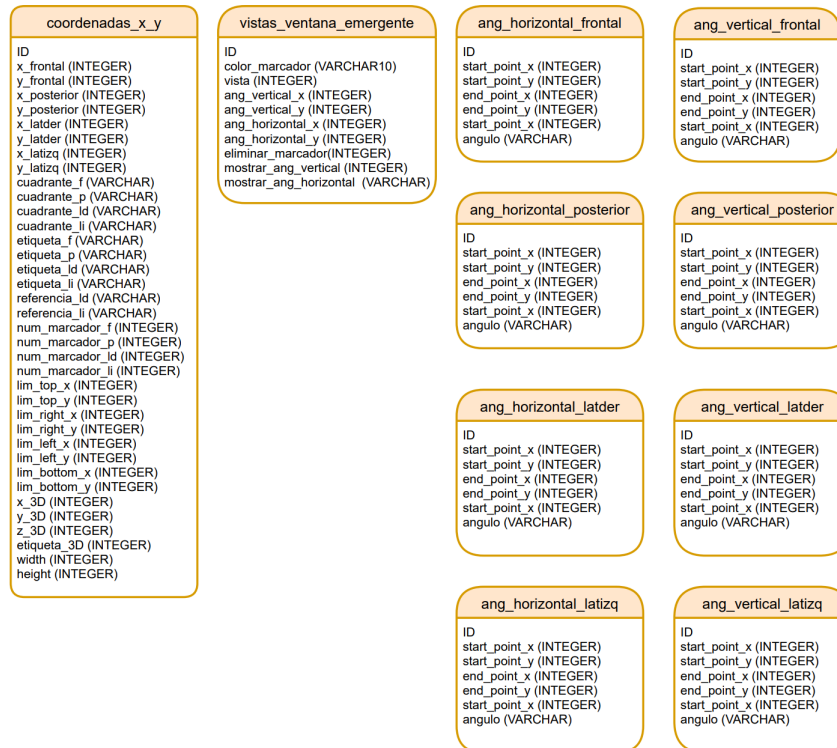 coordenadas_x_y
ID
x_frontal (INTEGER)
y_frontal (INTEGER)
x_posterior (INTEGER)
y_posterior (INTEGER)
x_latder (INTEGER)
y_latder (INTEGER)
x_latizq (INTEGER)
y_latizq (INTEGER)
cuadrante_f (VARCHAR)
cuadrante_p (VARCHAR)
cuadrante_ld (VARCHAR)
cuadrante_li (VARCHAR)
etiqueta_f (VARCHAR)
etiqueta_p (VARCHAR)
etiqueta_ld (VARCHAR)
etiqueta_li (VARCHAR)
referencia_ld (VARCHAR)
referencia_li (VARCHAR)
num_marcador_f (INTEGER)
num_marcador_p (INTEGER)
num_marcador_ld (INTEGER)
num_marcador_li (INTEGER)
lim_top_x (INTEGER)
lim_top_y (INTEGER)
lim_right_x (INTEGER)
lim_right_y (INTEGER)
lim_left_x (INTEGER)
lim_left_y (INTEGER)
lim_bottom_x (INTEGER)
lim_bottom_y (INTEGER)
x_3D (INTEGER)
y_3D (INTEGER)
z_3D (INTEGER)
etiqueta_3D (INTEGER)
width (INTEGER)
height (INTEGER)
vistas_ventana_emergente
ID
color_marcador (VARCHAR10)
vista (INTEGER)
ang_vertical_x (INTEGER)
ang_vertical_y (INTEGER)
ang_horizontal_x (INTEGER)
ang_horizontal_y (INTEGER)
eliminar_marcador(INTEGER)
mostrar_ang_vertical (INTEGER)
mostrar_ang_horizontal (VARCHAR)
ang_horizontal_frontal
ID
start_point_x (INTEGER)
start_point_y (INTEGER)
end_point_x (INTEGER)
end_point_y (INTEGER)
start_point_x (INTEGER)
angulo (VARCHAR)
ang_vertical_frontal
ID
start_point_x (INTEGER)
start_point_y (INTEGER)
end_point_x (INTEGER)
end_point_y (INTEGER)
start_point_x (INTEGER)
angulo (VARCHAR)
ang_horizontal_posterior
ID
start_point_x (INTEGER)
start_point_y (INTEGER)
end_point_x (INTEGER)
end_point_y (INTEGER)
start_point_x (INTEGER)
angulo (VARCHAR)
ang_vertical_posterior
ID
start_point_x (INTEGER)
start_point_y (INTEGER)
end_point_x (INTEGER)
end_point_y (INTEGER)
start_point_x (INTEGER)
angulo (VARCHAR)
ang_horizontal_latder
ID
start_point_x (INTEGER)
start_point_y (INTEGER)
end_point_x (INTEGER)
end_point_y (INTEGER)
start_point_x (INTEGER)
angulo (VARCHAR)
ang_vertical_latder
ID
start_point_x (INTEGER)
start_point_y (INTEGER)
end_point_x (INTEGER)
end_point_y (INTEGER)
start_point_x (INTEGER)
angulo (VARCHAR)
ang_horizontal_latizq
ID
start_point_x (INTEGER)
start_point_y (INTEGER)
end_point_x (INTEGER)
end_point_y (INTEGER)
start_point_x (INTEGER)
angulo (VARCHAR)
ang_vertical_latizq
ID
start_point_x (INTEGER)
start_point_y (INTEGER)
end_point_x (INTEGER)
end_point_y (INTEGER)
start_point_x (INTEGER)
angulo (VARCHAR)